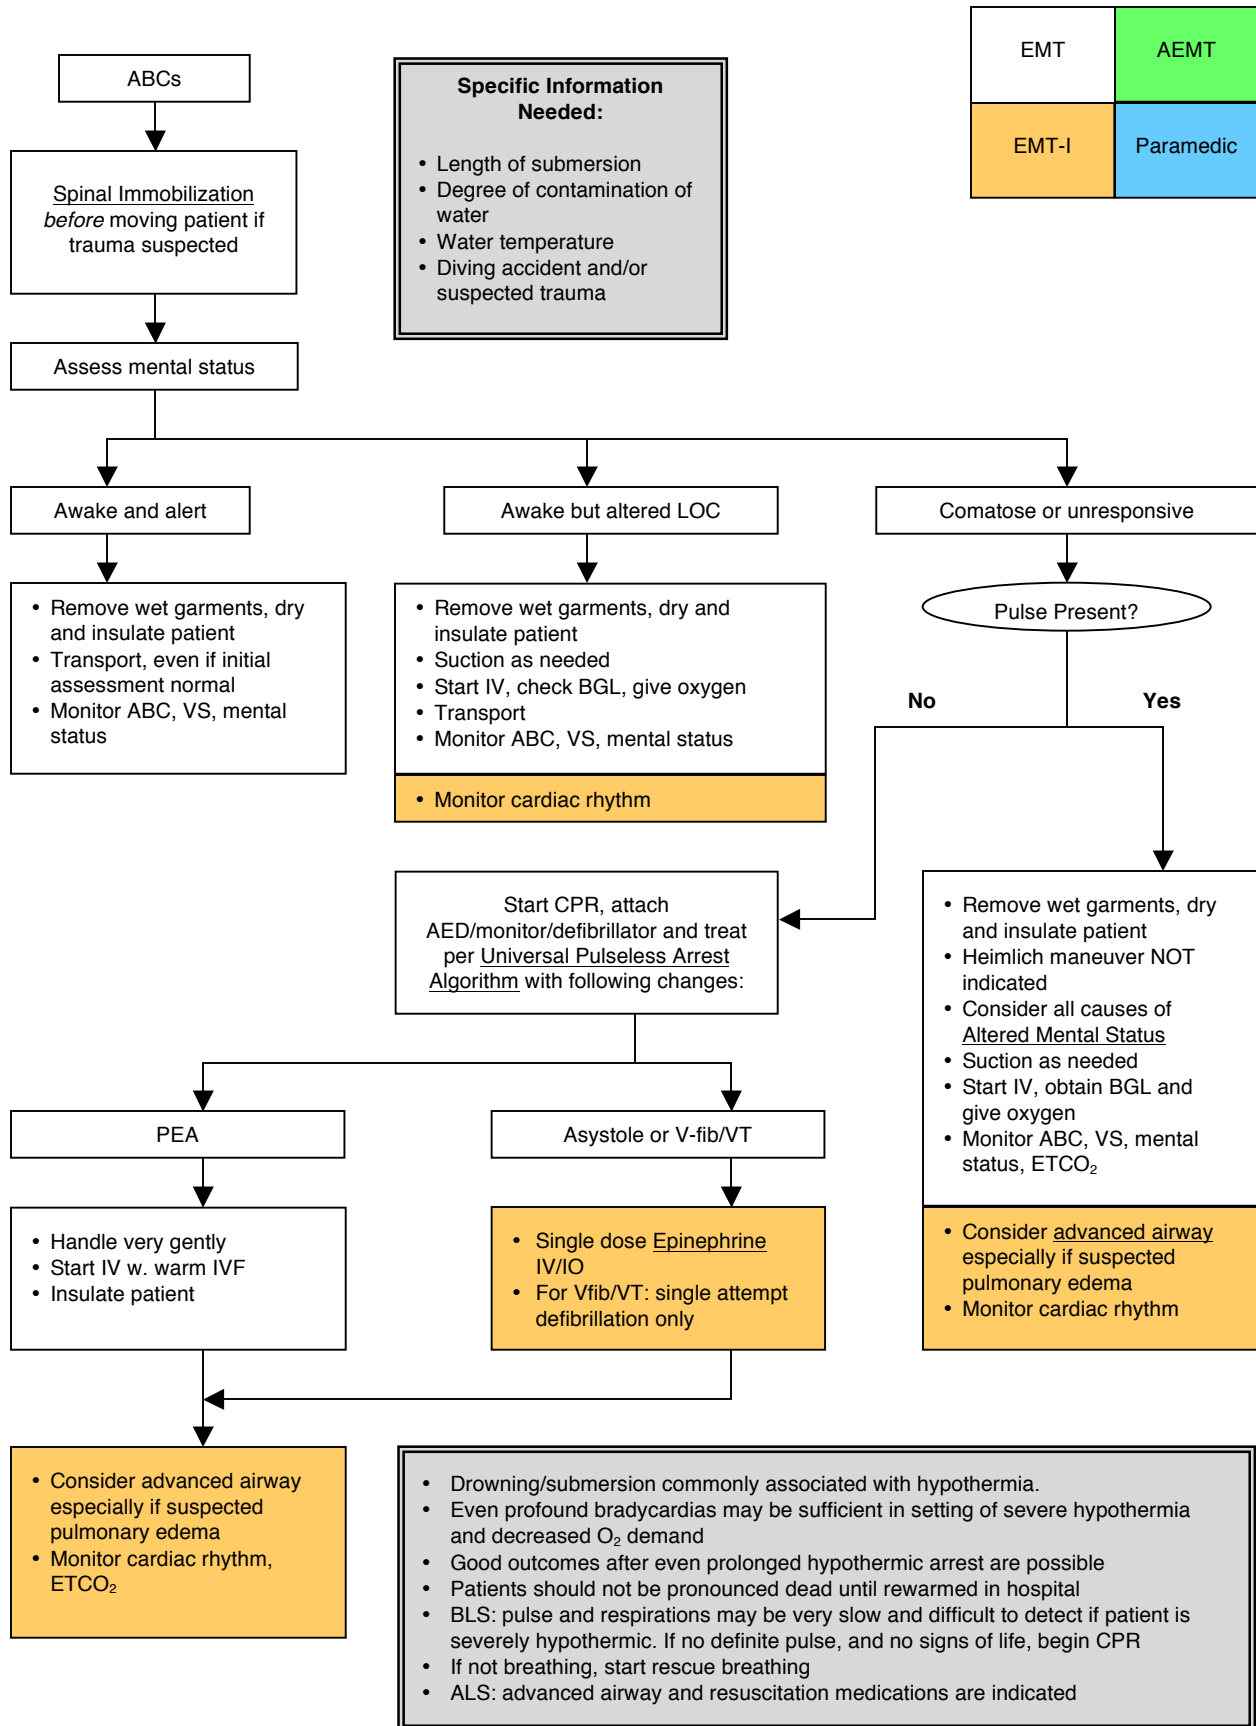 EMT
AEMT
EMT-I
Paramedic
ABCs
Spinal Immobilization
before moving patient if
trauma suspected
Specific Information
Needed:
• Length of submersion
• Degree of contamination of
water
• Water temperature
• Diving accident and/or
suspected trauma
Assess mental status
Awake and alert
Awake but altered LOC
Comatose or unresponsive
• Remove wet garments, dry
and insulate patient
• Transport, even if initial
assessment normal
• Monitor ABC, VS, mental
status
• Remove wet garments, dry and
insulate patient
• Suction as needed
• Start IV, check BGL, give oxygen
• Transport
• Monitor ABC, VS, mental status
• Monitor cardiac rhythm
Pulse Present?
No
Yes
Start CPR, attach
AED/monitor/defibrillator and treat
per Universal Pulseless Arrest
Algorithm with following changes:
• Remove wet garments, dry
and insulate patient
• Heimlich maneuver NOT
indicated
• Consider all causes of
Altered Mental Status
• Suction as needed
• Start IV, obtain BGL and
give oxygen
• Monitor ABC, VS, mental
status, ETCO₂
• Consider advanced airway
especially if suspected
pulmonary edema
• Monitor cardiac rhythm
PEA
Asystole or V-fib/VT
• Handle very gently
• Start IV w. warm IVF
• Insulate patient
• Single dose Epinephrine
IV/IO
• For Vfib/VT: single attempt
defibrillation only
• Consider advanced airway
especially if suspected
pulmonary edema
• Monitor cardiac rhythm,
ETCO₂
• Drowning/submersion commonly associated with hypothermia.
• Even profound bradycardias may be sufficient in setting of severe hypothermia
and decreased O₂ demand
• Good outcomes after even prolonged hypothermic arrest are possible
• Patients should not be pronounced dead until rewarmed in hospital
• BLS: pulse and respirations may be very slow and difficult to detect if patient is
severely hypothermic. If no definite pulse, and no signs of life, begin CPR
• If not breathing, start rescue breathing
• ALS: advanced airway and resuscitation medications are indicated